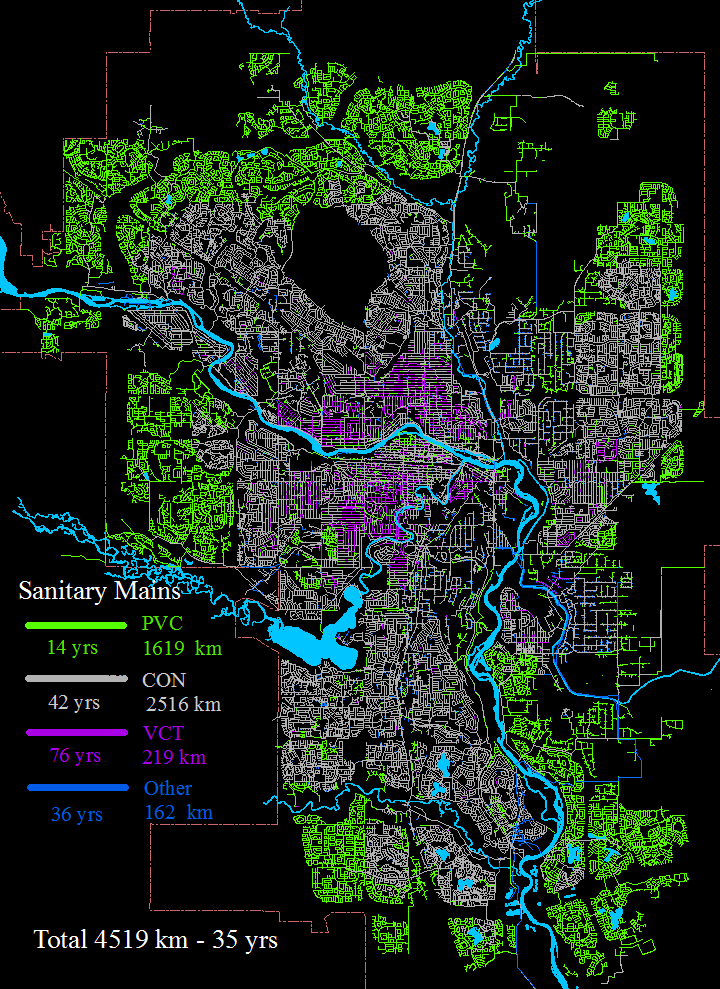 Sanitary Mains
PVC
14 yrs 1619 km
CON
42 yrs 2516 km
VCT
76 yrs 219 km
Other
36 yrs 162 km
Total 4519 km - 35 yrs